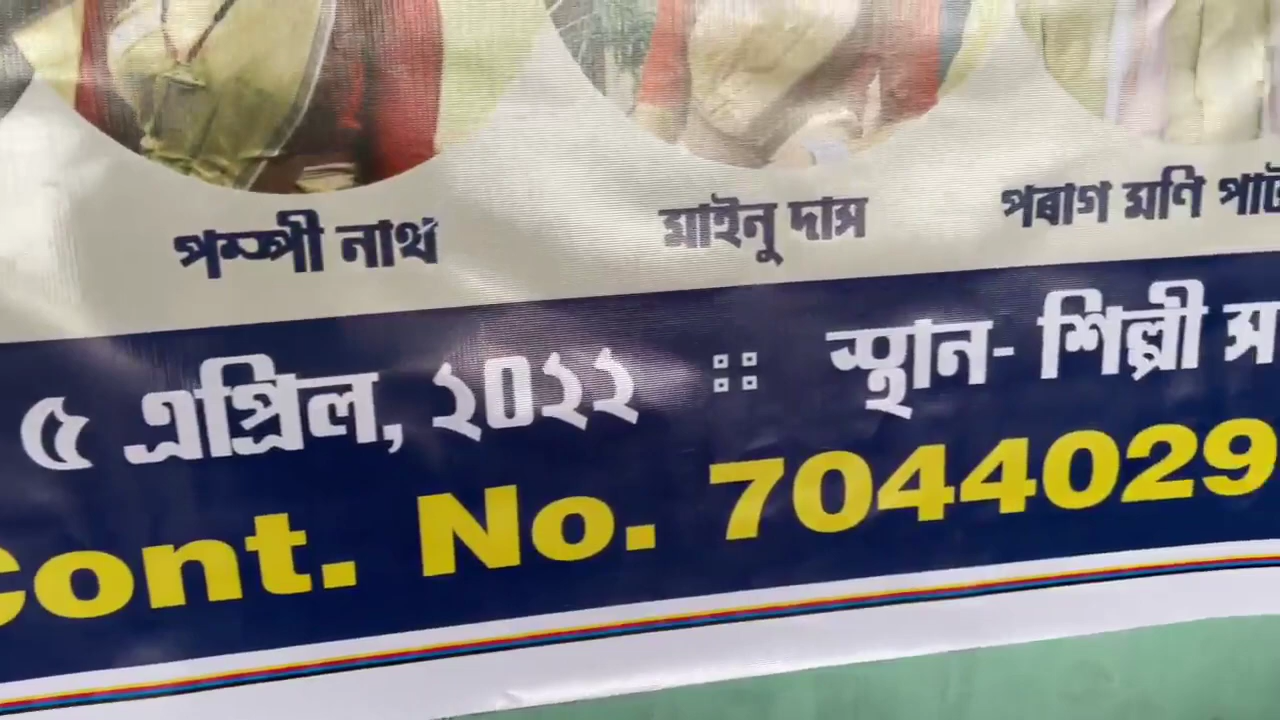 পম্পী নাথ মাইনু দাস পৰাগ মণি
৫ এপ্ৰিল, ২০২২ :: স্থান- শিল্পী
Cont. No. 7044029